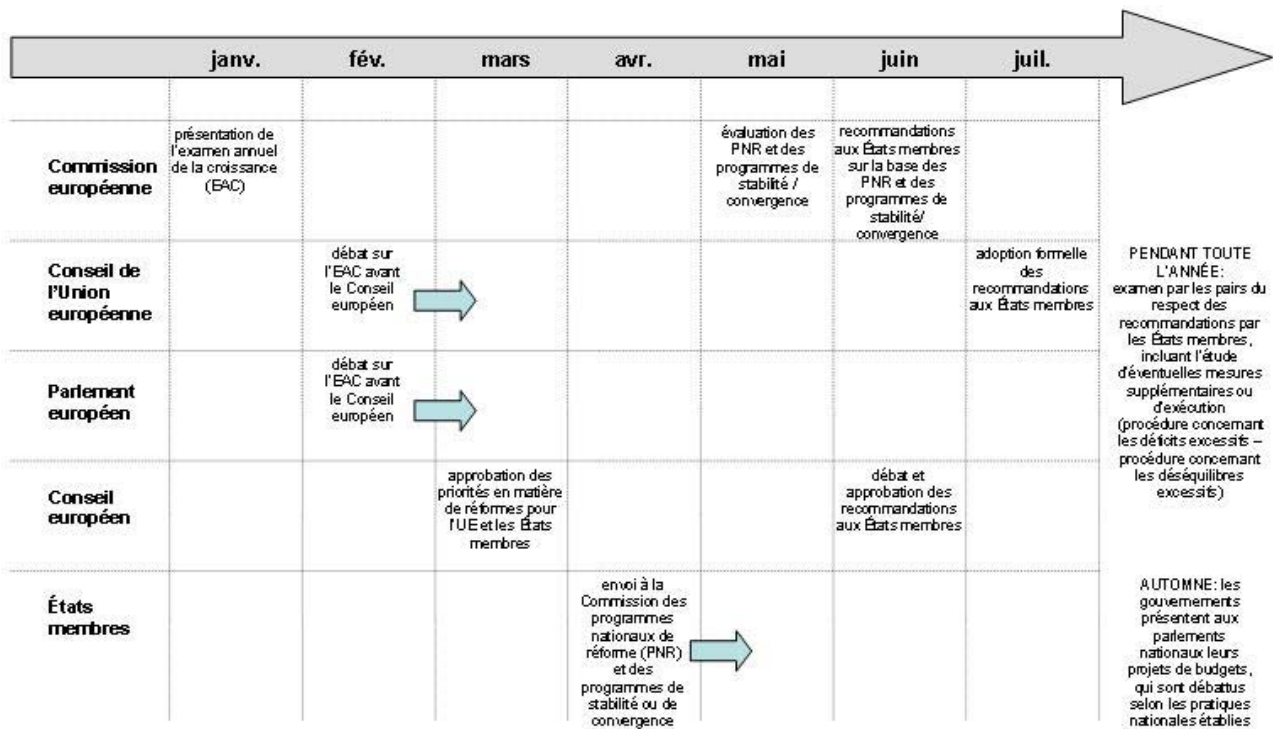 janv. fév. mars avr. mai juin juil.
Commission
européenne
présentation de
l'examen annuel
de la croissance
(EAC)
évaluation des
PNR et des
programmes de
stabilité /
convergence
recommandations
aux États membres
sur la base des
PNR et des
programmes de
stabilité/
convergence
Conseil de
l'Union
européenne
débat sur
l'EAC avant
le Conseil
européen
adoption formelle
des
recommandations
aux États membres
PENDANT TOUTE
L'ANNÉE:
examen par les pairs du
respect des
recommandations par
les États membres,
incluant l'étude
d'éventuelles mesures
supplémentaires ou
d'exécution
(procédure concernant
les déficits excessifs –
procédure concernant
les déséquilibres
excessifs)
Parlement
européen
débat sur
l'EAC avant
le Conseil
européen
Conseil
européen
approbation des
priorités en matière
de réformes pour
l'UE et les États
membres
débat et
approbation des
recommandations
aux États membres
États
membres
envoi à la
Commission des
programmes
nationaux de
réforme (PNR)
et des
programmes de
stabilité ou de
convergence
AUTOMNE: les
gouvernements
présentent aux
parlements
nationaux leurs
projets de budgets,
qui sont débattus
selon les pratiques
nationales établies